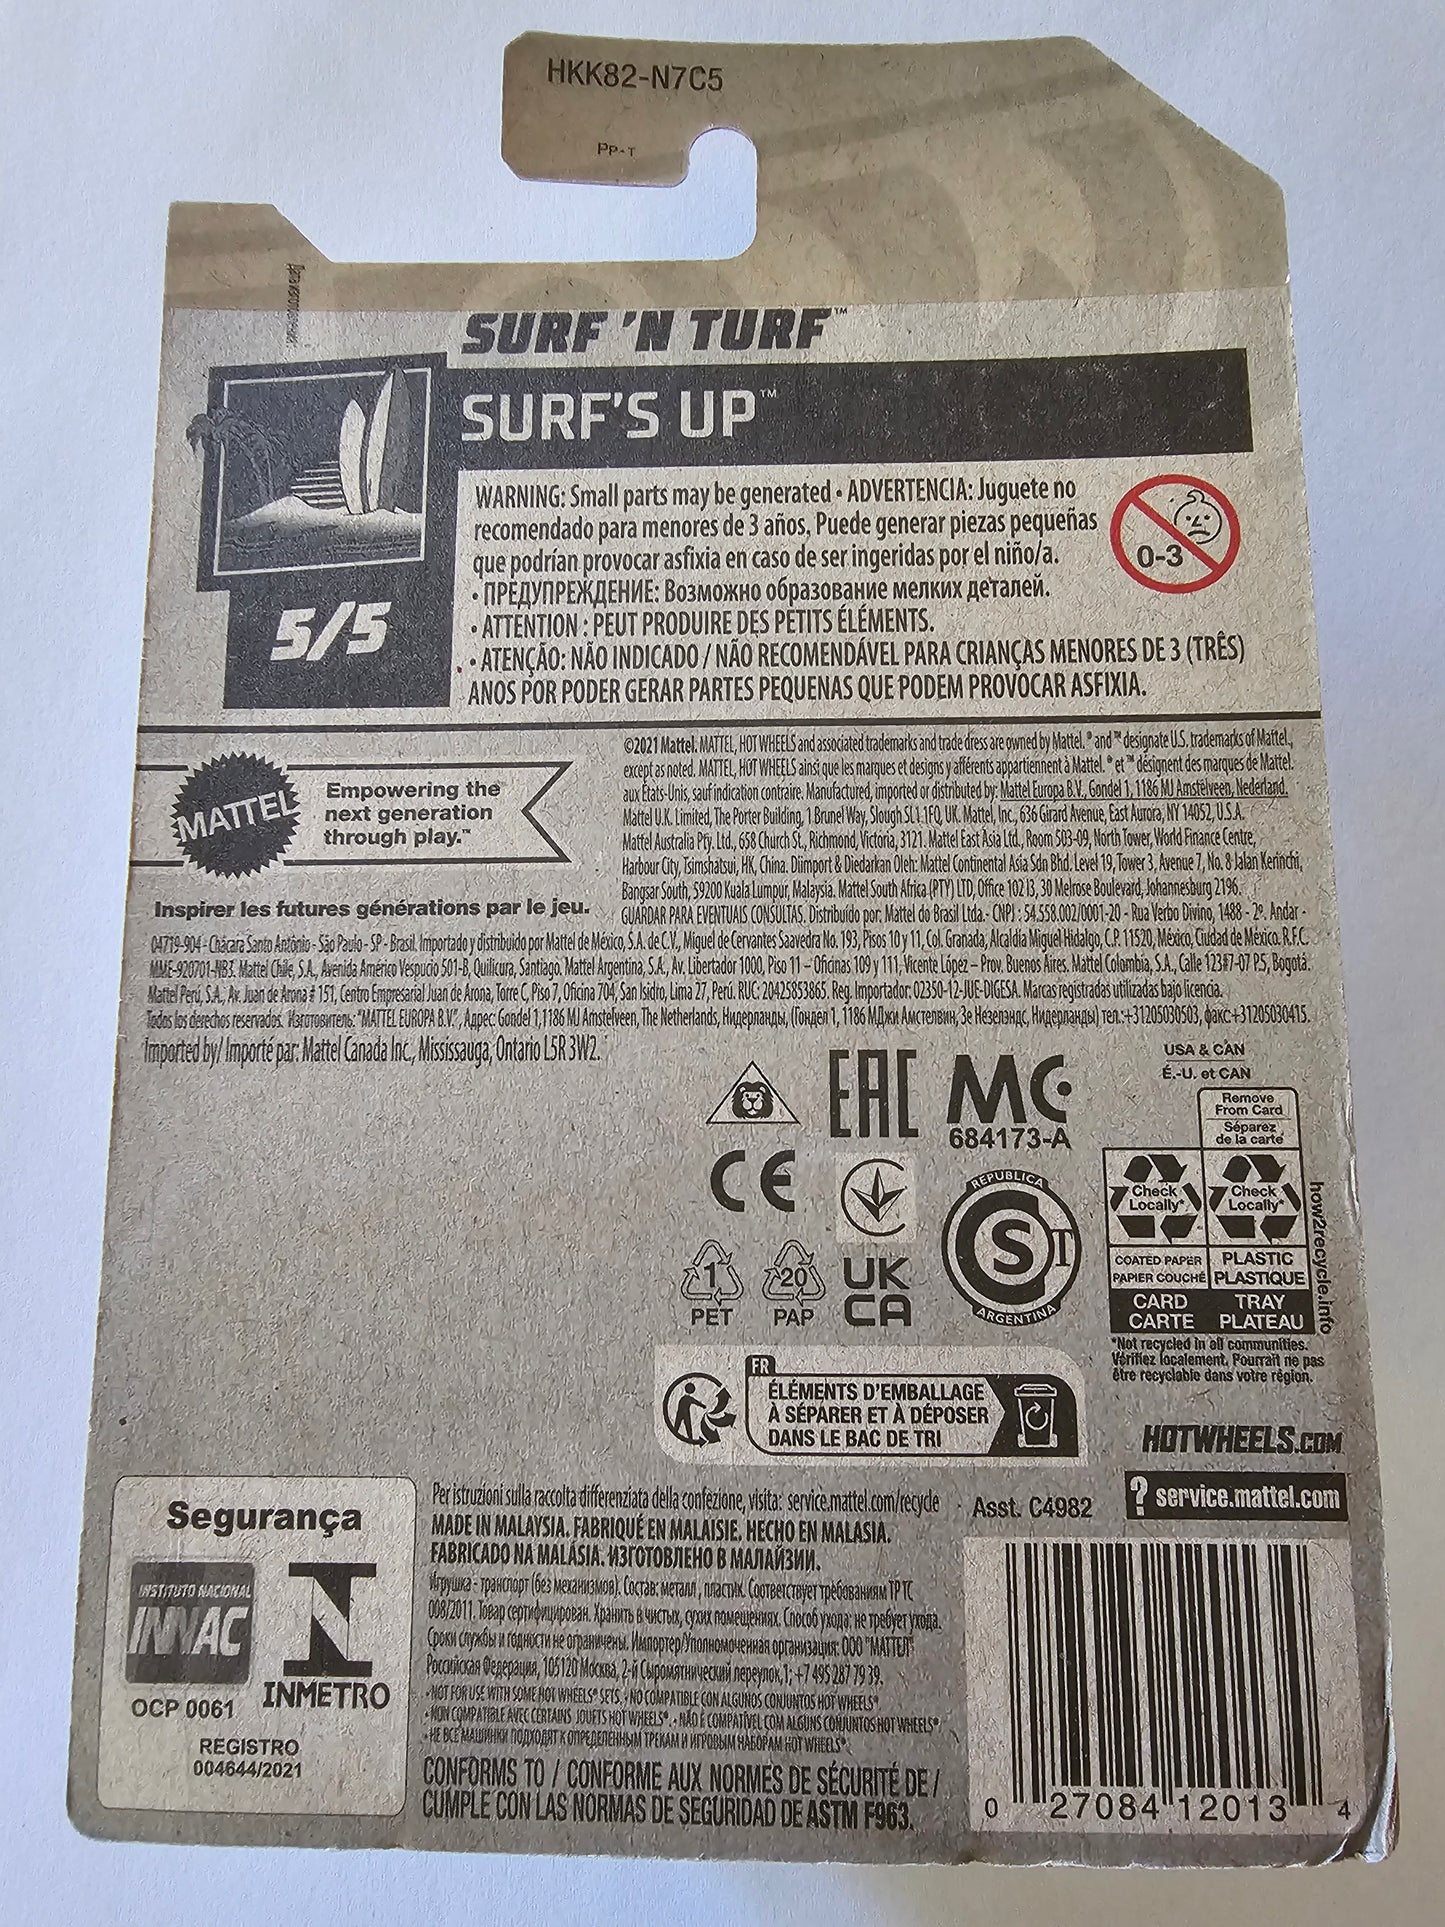 HKK82-N7C5
PP-T
Дата изготовления:
SURF 'N TURF™
SURF'S UP™
5/5
WARNING: Small parts may be generated • ADVERTENCIA: Juguete no
recomendado para menores de 3 años. Puede generar piezas pequeñas
que podrían provocar asfixia en caso de ser ingeridas por el niño/a.
• ПРЕДУПРЕЖДЕНИЕ: Возможно образование мелких деталей.
• ATTENTION : PEUT PRODUIRE DES PETITS ÉLÉMENTS.
• ATENÇÃO: NÃO INDICADO / NÃO RECOMENDÁVEL PARA CRIANÇAS MENORES DE 3 (TRÊS)
ANOS POR PODER GERAR PARTES PEQUENAS QUE PODEM PROVOCAR ASFIXIA.
0-3
MATTEL
Empowering the
next generation
through play.™
Inspirer les futures générations par le jeu.
©2021 Mattel. MATTEL, HOT WHEELS and associated trademarks and trade dress are owned by Mattel. ® and ™ designate U.S. trademarks of Mattel,
except as noted. MATTEL, HOT WHEELS ainsi que les marques et designs y afférents appartiennent à Mattel. ® et ™ désignent des marques de Mattel
aux États-Unis, sauf indication contraire. Manufactured, imported or distributed by: Mattel Europa B.V., Gondel 1, 1186 MJ Amstelveen, Nederland.
Mattel U.K. Limited, The Porter Building, 1 Brunel Way, Slough SL1 1FQ, UK. Mattel, Inc., 636 Girard Avenue, East Aurora, NY 14052, U.S.A.
Mattel Australia Pty. Ltd., 658 Church St., Richmond, Victoria, 3121. Mattel East Asia Ltd., Room 503-09, North Tower, World Finance Centre,
Harbour City, Tsimshatsui, HK, China. Diimport & Diedarkan Oleh: Mattel Continental Asia Sdn Bhd. Level 19, Tower 3, Avenue 7, No. 8 Jalan Kerinchi,
Bangsar South, 59200 Kuala Lumpur, Malaysia. Mattel South Africa (PTY) LTD, Office 102 I3, 30 Melrose Boulevard, Johannesburg 2196.
GUARDAR PARA EVENTUAIS CONSULTAS. Distribuído por: Mattel do Brasil Ltda.- CNPJ : 54.558.002/0001-20 - Rua Verbo Divino, 1488 - 2º. Andar -
04719-904 - Chácara Santo Antônio - São Paulo - SP - Brasil. Importado y distribuido por Mattel de México, S.A. de C.V., Miguel de Cervantes Saavedra No. 193, Pisos 10 y 11, Col. Granada, Alcaldía Miguel Hidalgo, C.P. 11520, México, Ciudad de México. R.F.C.
MME-920701-NB3. Mattel Chile, S.A., Avenida Américo Vespucio 501-B, Quilicura, Santiago. Mattel Argentina, S.A., Av. Libertador 1000, Piso 11 – Oficinas 109 y 111, Vicente López – Prov. Buenos Aires. Mattel Colombia, S.A., Calle 123#7-07 P.5, Bogotá.
Mattel Perú, S.A., Av. Juan de Arona # 151, Centro Empresarial Juan de Arona, Torre C, Piso 7, Oficina 704, San Isidro, Lima 27, Perú. RUC: 20425853865. Reg. Importador: 02350-12-JUE-DIGESA. Marcas registradas utilizadas bajo licencia.
Todos los derechos reservados. Изготовитель: "MATTEL EUROPA B.V.", Адрес: Gondel 1, 1186 MJ Amstelveen, The Netherlands, Нидерланды, (Гондел 1, 1186 МДжи Амстелвин, Зе Незеландс, Нидерланды) тел.:+31205030503, факс:+31205030415.
Imported by/ Importé par: Mattel Canada Inc., Mississauga, Ontario L5R 3W2.
EAC
MC
684173-A
CE
1
PET
20
PAP
UK
CA
REPUBLICA
S T
ARGENTINA
USA & CAN
É.-U. et CAN
Remove
From Card
Séparez
de la carte
Check
Locally*
Check
Locally*
COATED PAPER
PAPIER COUCHÉ
PLASTIC
PLASTIQUE
CARD
CARTE
TRAY
PLATEAU
how2recycle.info
*Not recycled in all communities.
Vérifiez localement. Pourrait ne pas
être recyclable dans votre région.
FR
ÉLÉMENTS D'EMBALLAGE
À SÉPARER ET À DÉPOSER
DANS LE BAC DE TRI
HOTWHEELS.COM
? service.mattel.com
Asst. C4982
Segurança
INSTITUTO NACIONAL
INNAC
OCP 0061
INMETRO
REGISTRO
004644/2021
Per istruzioni sulla raccolta differenziata della confezione, visita: service.mattel.com/recycle
MADE IN MALAYSIA. FABRIQUÉ EN MALAISIE. HECHO EN MALASIA.
FABRICADO NA MALÁSIA. ИЗГОТОВЛЕНО В МАЛАЙЗИИ.
Игрушка - транспорт (без механизмов). Состав: металл, пластик. Соответствует требованиям ТР ТС
008/2011. Товар сертифицирован. Хранить в чистых, сухих помещениях. Способ ухода: не требует ухода.
Сроки службы и годности не ограничены. Импортер/Уполномоченная организация: ООО "МАТТЕЛ"
Российская Федерация, 105120 Москва, 2-й Сыромятнический переулок,1; +7 495 287 79 39.
• NOT FOR USE WITH SOME HOT WHEELS® SETS. • NO COMPATIBLE CON ALGUNOS CONJUNTOS HOT WHEELS®
• NON COMPATIBLE AVEC CERTAINS JOUETS HOT WHEELS®. • NÃO É COMPATÍVEL COM ALGUNS CONJUNTOS HOT WHEELS®.
• НЕ ВСЕ МАШИНКИ ПОДХОДЯТ К ОПРЕДЕЛЕННЫМ ТРЕКАМ И ИГРОВЫМ НАБОРАМ HOT WHEELS®.
CONFORMS TO / CONFORME AUX NORMES DE SÉCURITÉ DE /
CUMPLE CON LAS NORMAS DE SEGURIDAD DE ASTM F963.
0 27084 12013 4